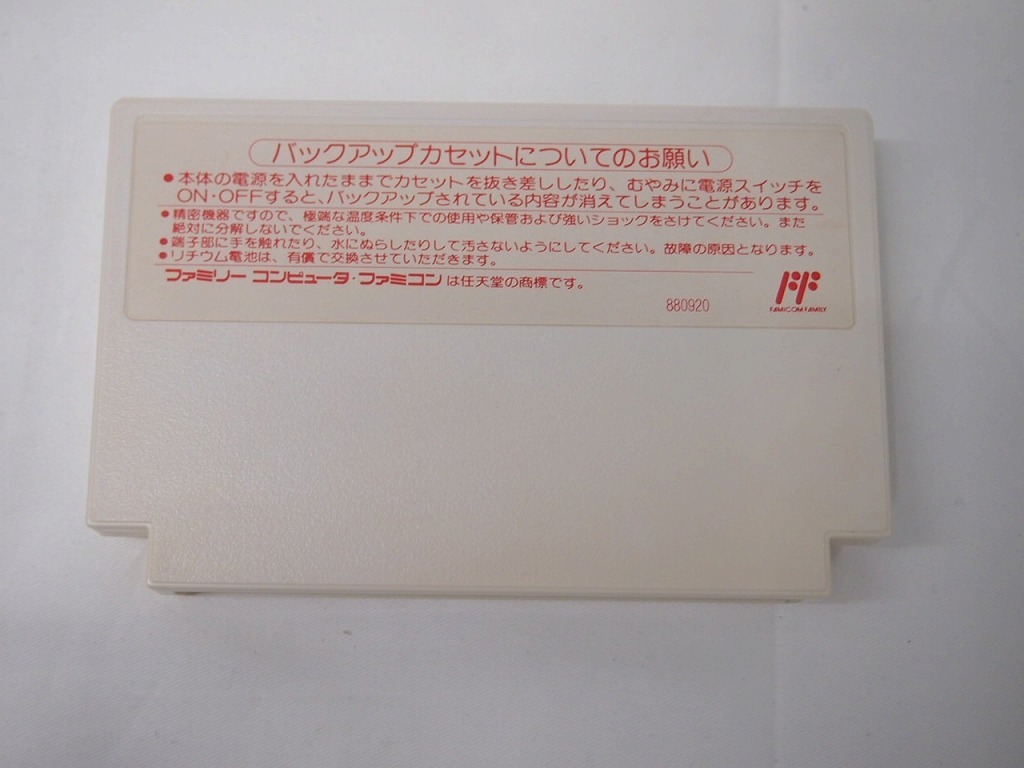 バックアップカセットについてのお願い
●本体の電源を入れたままでカセットを抜き差ししたり、むやみに電源スイッチを
ON・OFFすると、バックアップされている内容が消えてしまうことがあります。
●精密機器ですので、極端な温度条件下での使用や保管および強いショックをさけてください。また
絶対に分解しないでください。
●端子部に手を触れたり、水にぬらしたりして汚さないようにしてください。故障の原因となります。
●リチウム電池は、有償で交換させていただきます。
ファミリー コンピュータ・ファミコンは任天堂の商標です。
880920
FAMICOM FAMILY